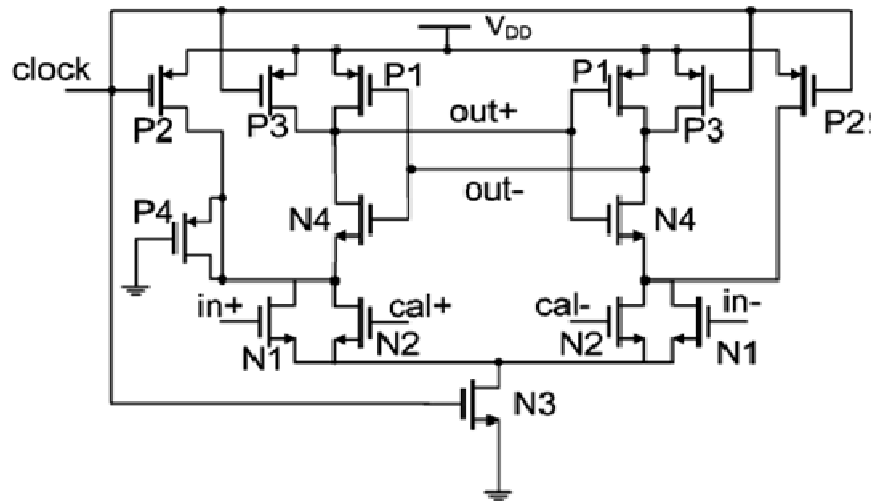 V_DD
clock
P1
P1
P2
P3
out+
P3
P2
out-
P4
N4
N4
in+
cal+
cal-
in-
N1
N2
N2
N1
N3